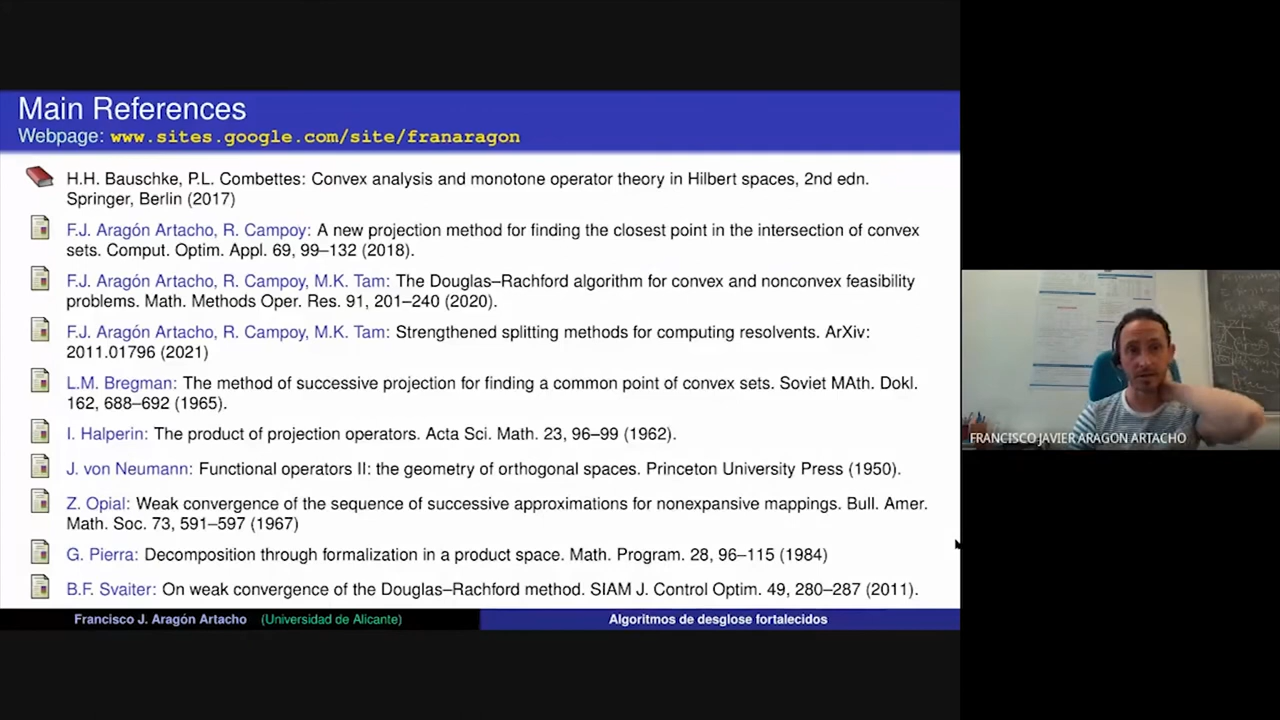 Main References
Webpage: www.sites.google.com/site/franaragon
H.H. Bauschke, P.L. Combettes: Convex analysis and monotone operator theory in Hilbert spaces, 2nd edn.
Springer, Berlin (2017)
F.J. Aragón Artacho, R. Campoy: A new projection method for finding the closest point in the intersection of convex
sets. Comput. Optim. Appl. 69, 99–132 (2018).
F.J. Aragón Artacho, R. Campoy, M.K. Tam: The Douglas–Rachford algorithm for convex and nonconvex feasibility
problems. Math. Methods Oper. Res. 91, 201–240 (2020).
F.J. Aragón Artacho, R. Campoy, M.K. Tam: Strengthened splitting methods for computing resolvents. ArXiv:
2011.01796 (2021)
L.M. Bregman: The method of successive projection for finding a common point of convex sets. Soviet MAth. Dokl.
162, 688–692 (1965).
I. Halperin: The product of projection operators. Acta Sci. Math. 23, 96–99 (1962).
J. von Neumann: Functional operators II: the geometry of orthogonal spaces. Princeton University Press (1950).
Z. Opial: Weak convergence of the sequence of successive approximations for nonexpansive mappings. Bull. Amer.
Math. Soc. 73, 591–597 (1967)
G. Pierra: Decomposition through formalization in a product space. Math. Program. 28, 96–115 (1984)
B.F. Svaiter: On weak convergence of the Douglas–Rachford method. SIAM J. Control Optim. 49, 280–287 (2011).
Francisco J. Aragón Artacho (Universidad de Alicante)
Algoritmos de desglose fortalecidos
FRANCISCO JAVIER ARAGON ARTACHO